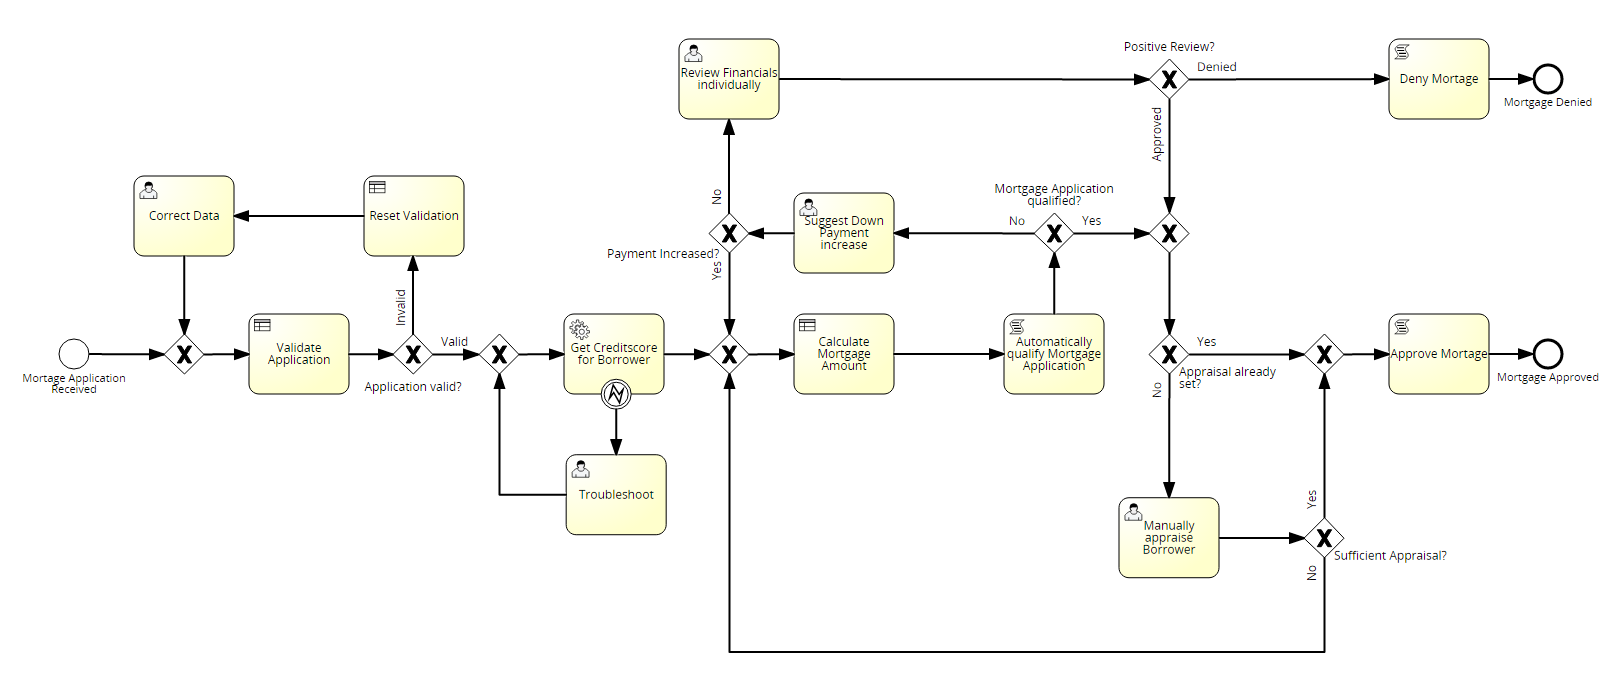 Positive Review?
Denied
Review Financials
individually
Deny Mortage
Mortgage Denied
Approved
Correct Data
Reset Validation
No
Mortgage Application
qualified?
No
Yes
Suggest Down
Payment
increase
Payment Increased?
Yes
Invalid
Mortage Application
Received
Validate
Application
Valid
Application valid?
Get Creditscore
for Borrower
Calculate
Mortgage
Amount
Automatically
qualify Mortgage
Application
Yes
Appraisal already
set?
No
Approve Mortage
Mortgage Approved
Troubleshoot
Manually
appraise
Borrower
Yes
Sufficient Appraisal?
No